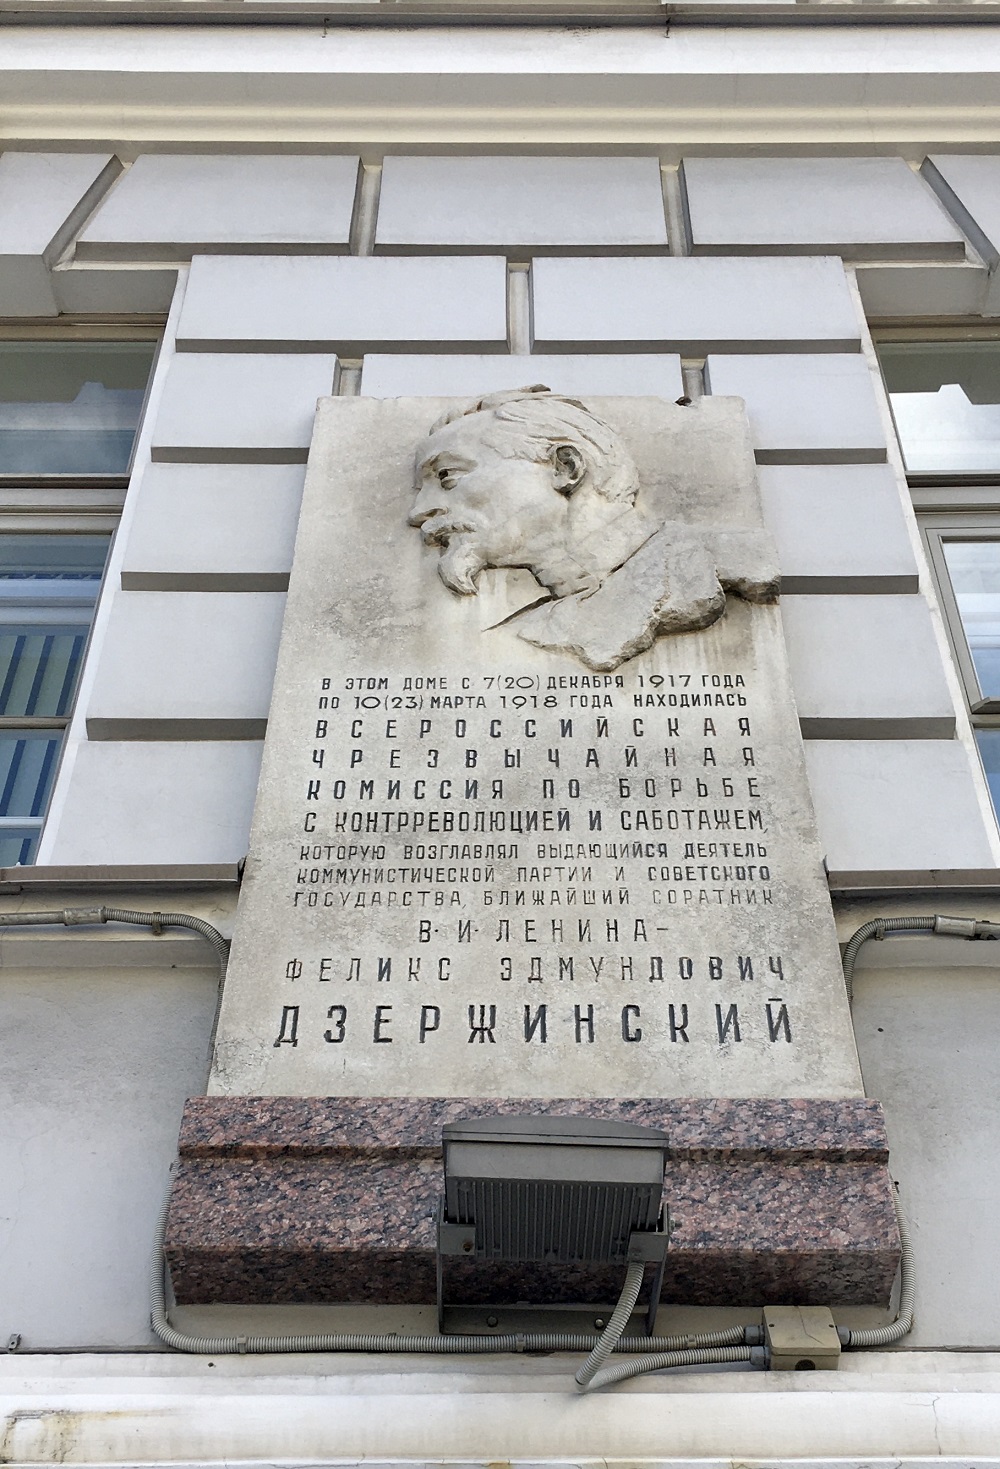 В ЭТОМ ДОМЕ С 7(20) ДЕКАБРЯ 1917 ГОДА
ПО 10(23) МАРТА 1918 ГОДА НАХОДИЛАСЬ
ВСЕРОССИЙСКАЯ
ЧРЕЗВЫЧАЙНАЯ
КОМИССИЯ ПО БОРЬБЕ
С КОНТРРЕВОЛЮЦИЕЙ И САБОТАЖЕМ,
КОТОРУЮ ВОЗГЛАВЛЯЛ ВЫДАЮЩИЙСЯ ДЕЯТЕЛЬ
КОММУНИСТИЧЕСКОЙ ПАРТИИ И СОВЕТСКОГО
ГОСУДАРСТВА, БЛИЖАЙШИЙ СОРАТНИК
В·И·ЛЕНИНА-
ФЕЛИКС ЭДМУНДОВИЧ
ДЗЕРЖИНСКИЙ